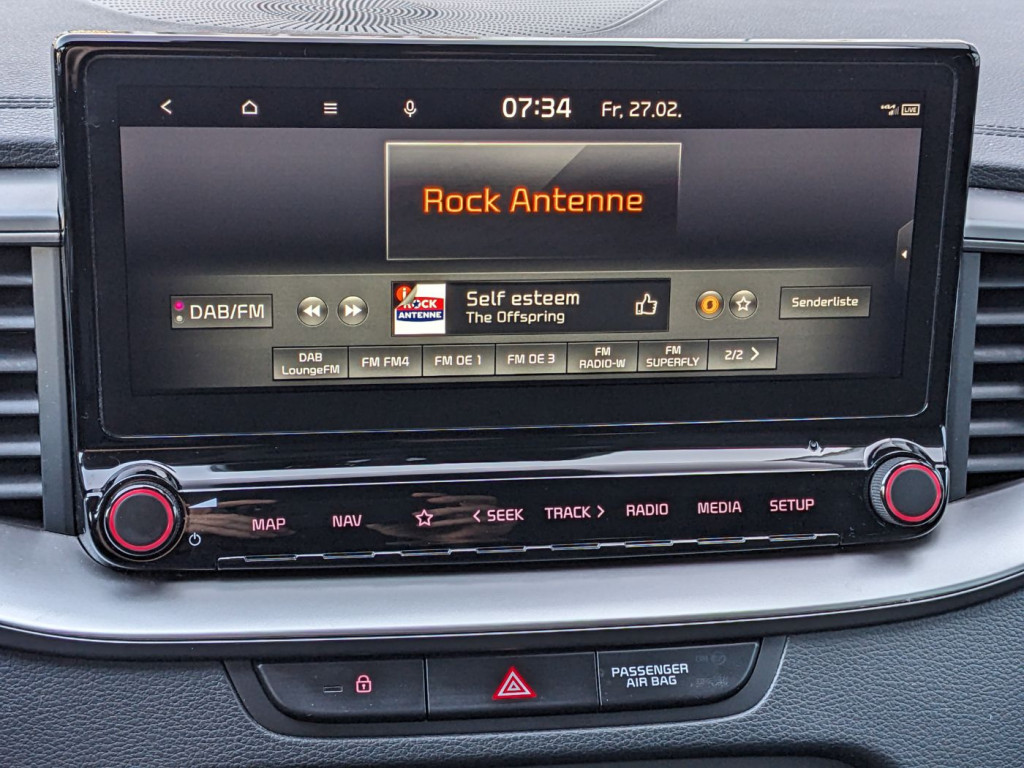 07:34 Fr, 27.02.
LIVE
Rock Antenne
DAB/FM
ROCK
ANTENNE
Self esteem
The Offspring
Senderliste
DAB
LoungeFM
FM FM4
FM OE 1
FM OE 3
FM
RADIO-W
FM
SUPERFLY
2/2 >
MAP
NAV
< SEEK
TRACK >
RADIO
MEDIA
SETUP
PASSENGER
AIR BAG